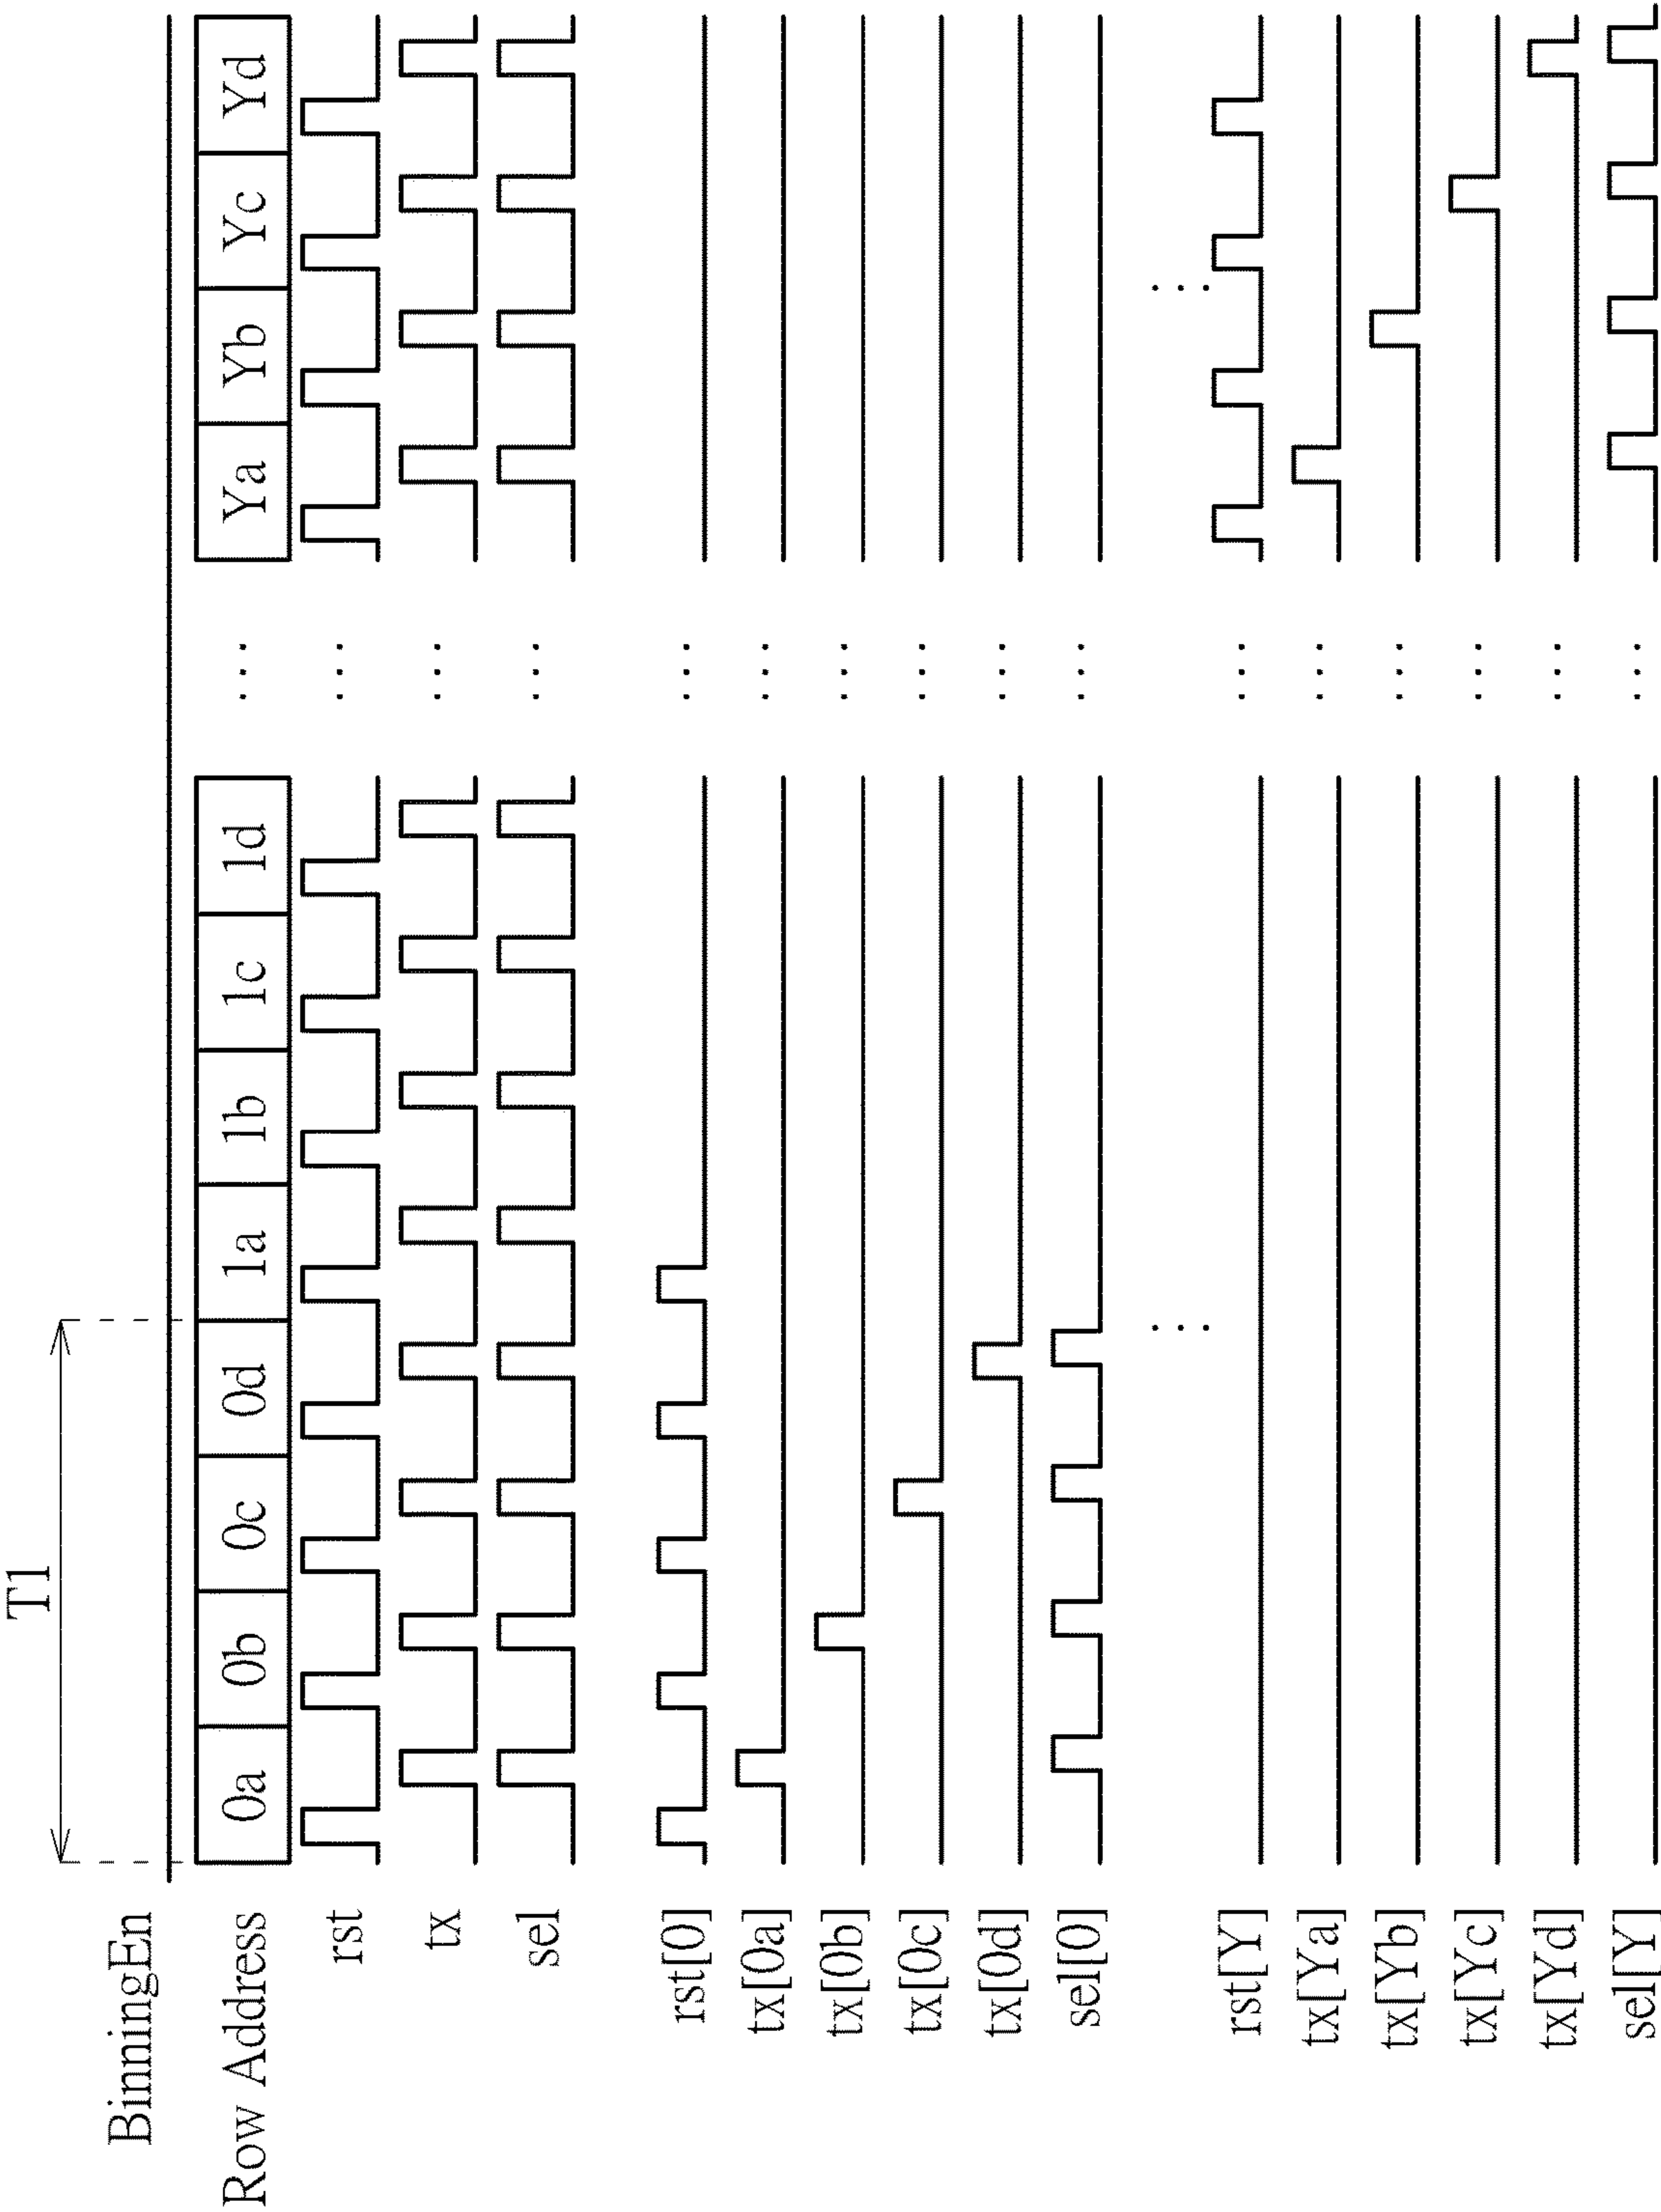 T1
BinningEn
Row Address 0a 0b 0c 0d 1a 1b 1c 1d ... Ya Yb Yc Yd
rst ...
tx ...
sel ...
rst[0] ...
tx[0a] ...
tx[0b] ...
tx[0c] ...
tx[0d] ...
sel[0] ...
... ...
rst[Y] ...
tx[Ya] ...
tx[Yb] ...
tx[Yc] ...
tx[Yd] ...
sel[Y] ...